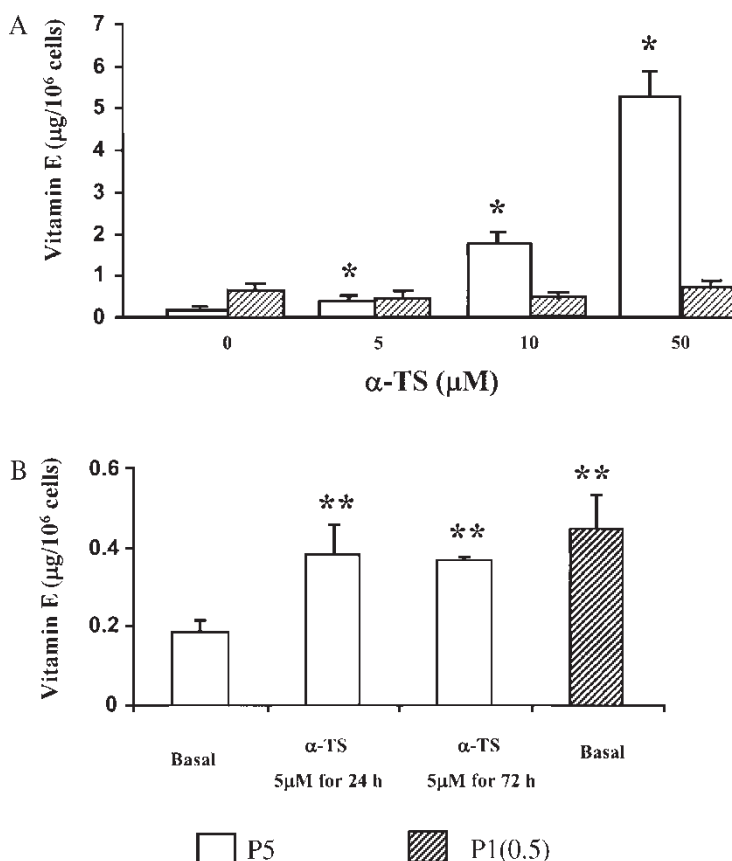 A
Vitamin E (μg/10⁶ cells)
7
6
5
4
3
2
1
0
*
*
*
0 5 10 50
α-TS (μM)
B
Vitamin E (μg/10⁶ cells)
0.6
0.4
0.2
0
**
**
**
Basal
α-TS
5μM for 24 h
α-TS
5μM for 72 h
Basal
P5
P1(0.5)